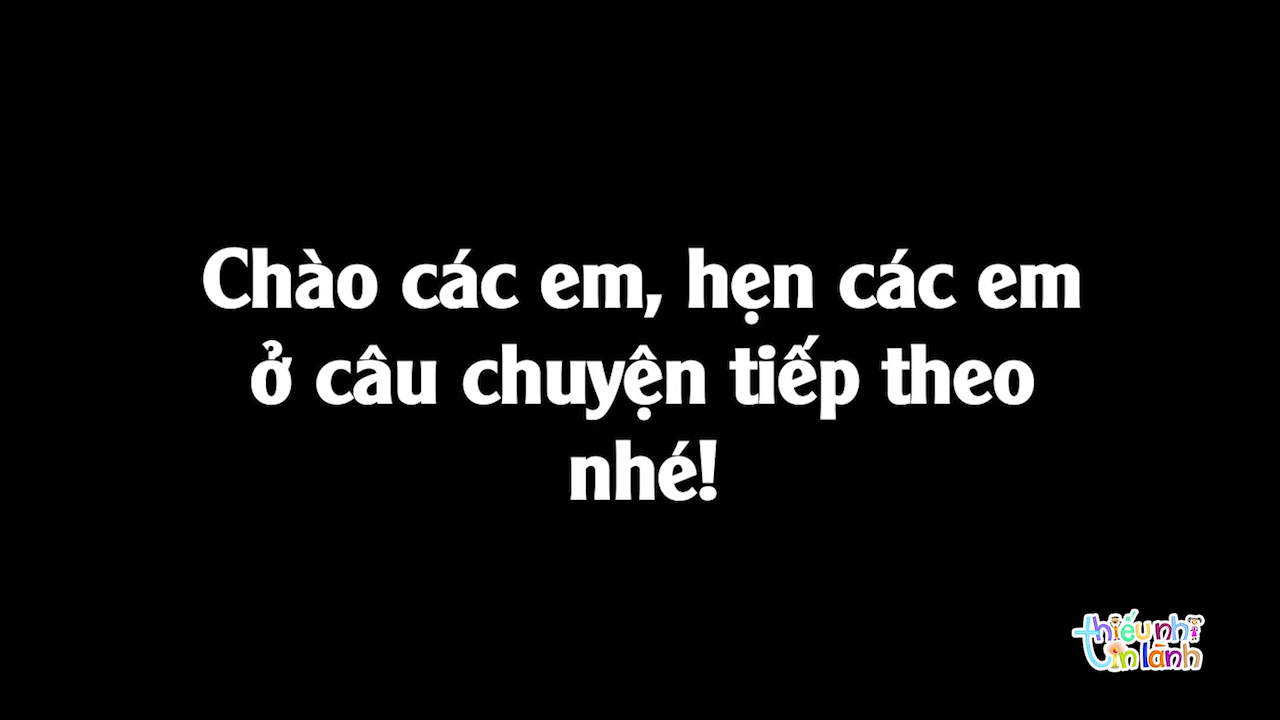 Chào các em, hẹn các em
ở câu chuyện tiếp theo
nhé!
thiếu nhi
tin lành